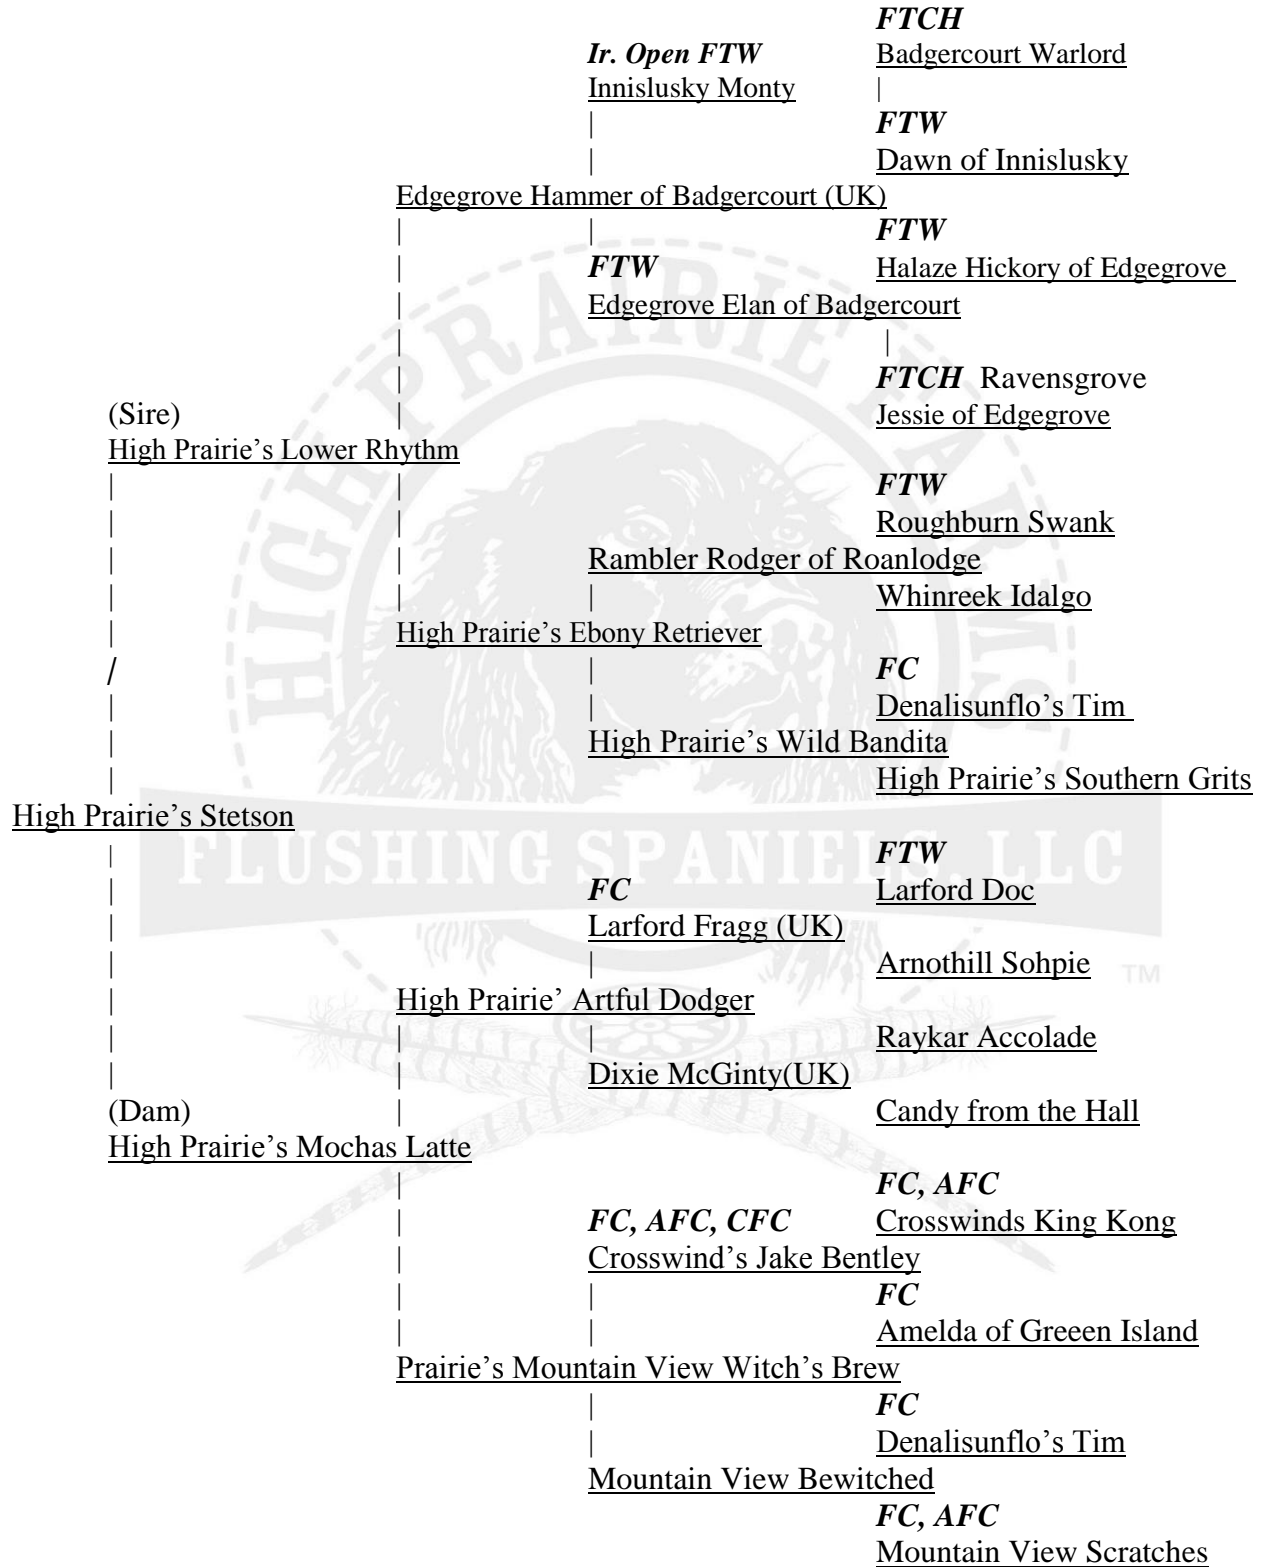 FTCH
Ir. Open FTW Badgercourt Warlord
Innislusky Monty
FTW
Dawn of Innislusky
Edgegrove Hammer of Badgercourt (UK)
FTW
FTW Halaze Hickory of Edgegrove
Edgegrove Elan of Badgercourt
FTCH Ravensgrove
(Sire) Jessie of Edgegrove
High Prairie’s Lower Rhythm
FTW
Roughburn Swank
Rambler Rodger of Roanlodge
Whinreek Idalgo
High Prairie’s Ebony Retriever
/ FC
Denalisunflo’s Tim
High Prairie’s Wild Bandita
High Prairie’s Southern Grits
High Prairie’s Stetson
FTW
FC Larford Doc
Larford Fragg (UK)
Arnothill Sohpie
High Prairie’ Artful Dodger
Raykar Accolade
Dixie McGinty(UK)
(Dam) Candy from the Hall
High Prairie’s Mochas Latte
FC, AFC
FC, AFC, CFC Crosswinds King Kong
Crosswind’s Jake Bentley
FC
Amelda of Greeen Island
Prairie’s Mountain View Witch’s Brew
FC
Denalisunflo’s Tim
Mountain View Bewitched
FC, AFC
Mountain View Scratches
HIGH PRAIRIE FARMS
FLUSHING SPANIELS, LLC
TM